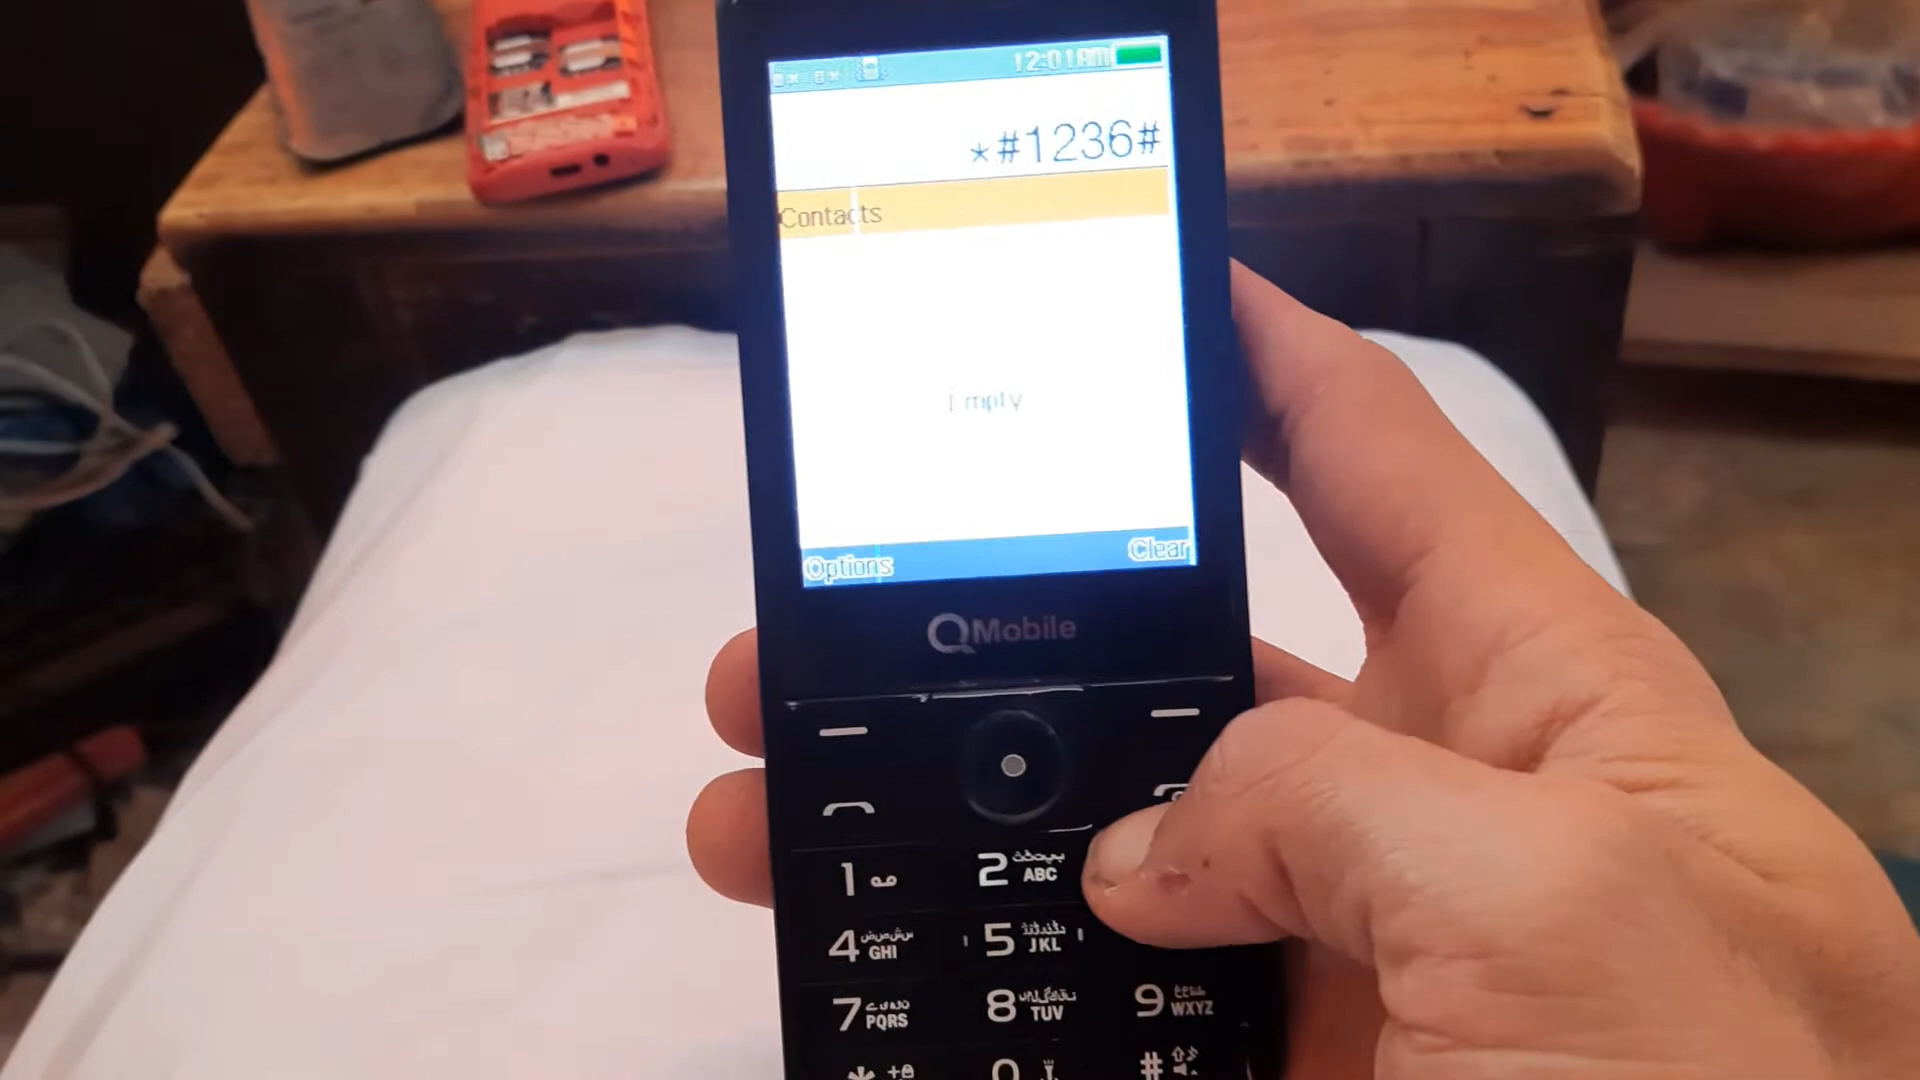 12:01AM
*#1236#
Contacts
Empty
Options Clear
QMobile
1 2 ABC
4 GHI 5 JKL
7 PQRS 8 TUV 9 WXYZ
* + 0 #